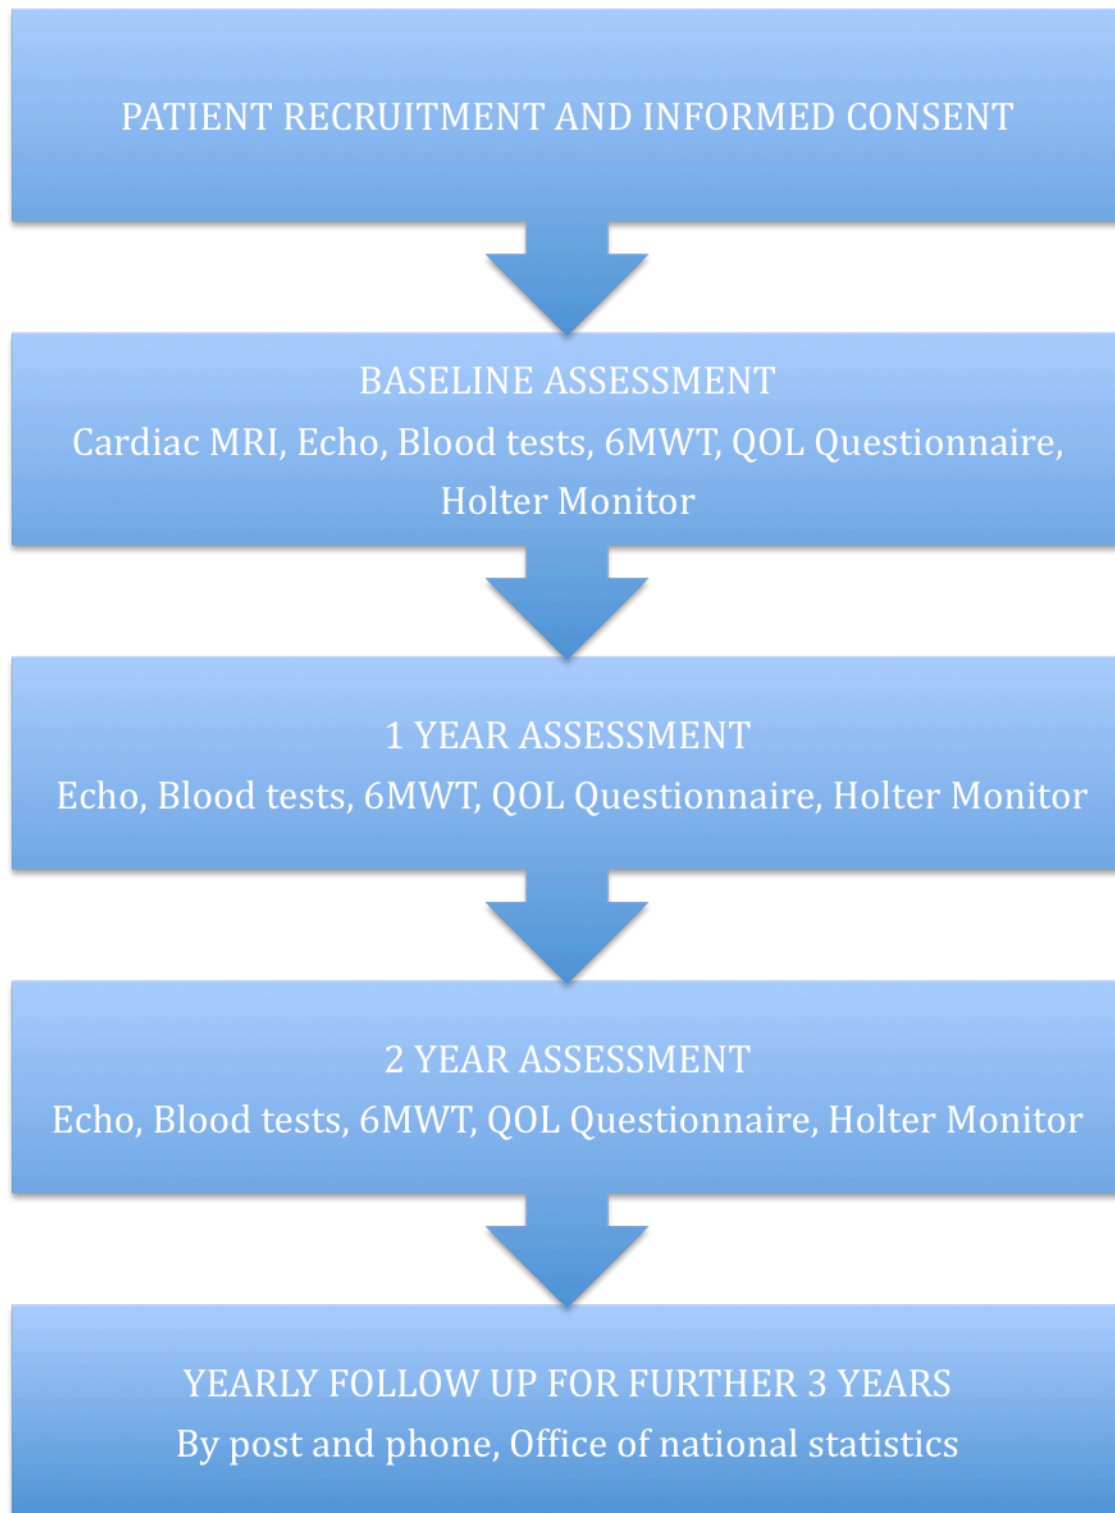 PATIENT RECRUITMENT AND INFORMED CONSENT
BASELINE ASSESSMENT
Cardiac MRI, Echo, Blood tests, 6MWT, QOL Questionnaire,
Holter Monitor
1 YEAR ASSESSMENT
Echo, Blood tests, 6MWT, QOL Questionnaire, Holter Monitor
2 YEAR ASSESSMENT
Echo, Blood tests, 6MWT, QOL Questionnaire, Holter Monitor
YEARLY FOLLOW UP FOR FURTHER 3 YEARS
By post and phone, Office of national statistics